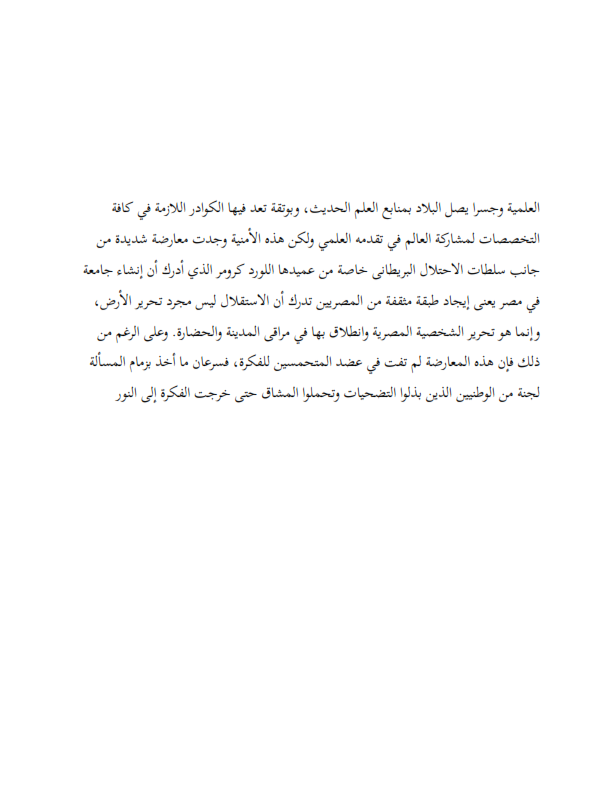 العلمية وجسرا يصل البلاد بمنابع العلم الحديث، وبوتقة تعد فيها الكوادر اللازمة في كافة
التخصصات لمشاركة العالم في تقدمه العلمي ولكن هذه الأمنية وجدت معارضة شديدة من
جانب سلطات الاحتلال البريطانى خاصة من عميدها اللورد كرومر الذي أدرك أن إنشاء جامعة
في مصر يعنى إيجاد طبقة مثقفة من المصريين تدرك أن الاستقلال ليس مجرد تحرير الأرض،
وإنما هو تحرير الشخصية المصرية وانطلاق بها في مراقى المدينة والحضارة. وعلى الرغم من
ذلك فإن هذه المعارضة لم تفت في عضد المتحمسين للفكرة، فسرعان ما أخذ بزمام المسألة
لجنة من الوطنيين الذين بذلوا التضحيات وتحملوا المشاق حتى خرجت الفكرة إلى النور